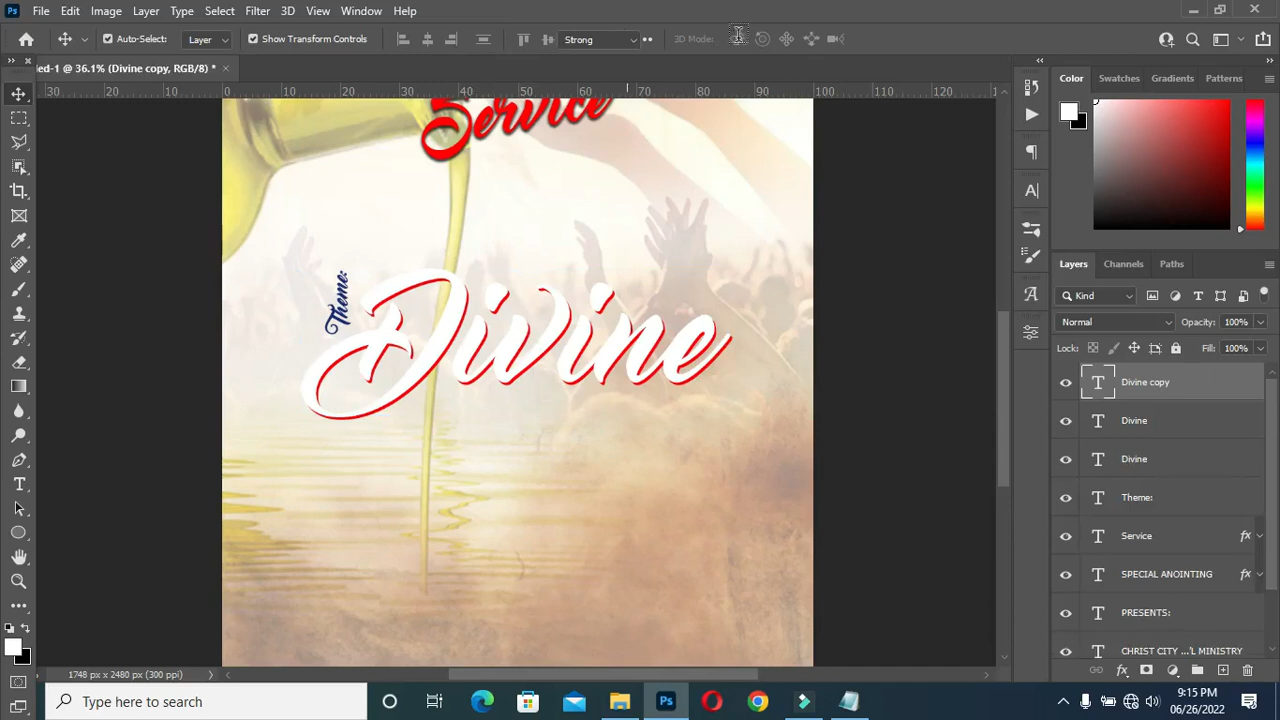 Ps File Edit Image Layer Type Select Filter 3D View Window Help
Auto-Select: Layer Show Transform Controls Strong 3D Mode:
led-1 @ 36.1% (Divine copy, RGB/8) *
30 0 10 20 30 40 50 60 70 80 90 100 110 120
Service
Theme:
Divine
Color Swatches Gradients Patterns
Layers Channels Paths
Kind
Normal Opacity: 100%
Lock: Fill: 100%
T Divine copy
T Divine
T Divine
T Theme:
T Service fx
T SPECIAL ANOINTING fx
T PRESENTS:
T CHRIST CITY ...'L MINISTRY
1748 px x 2480 px (300 ppi)
Type here to search
Ps
9:15 PM
06/26/2022